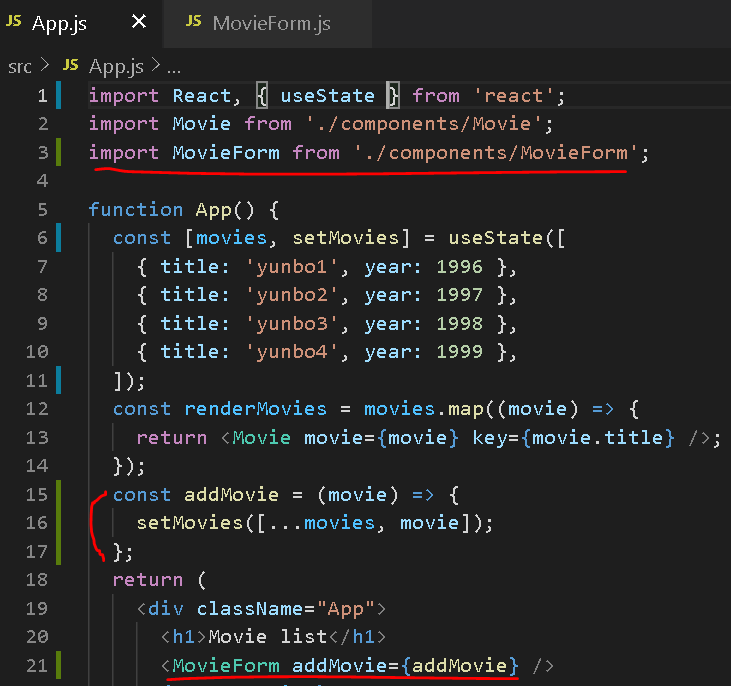 JS App.js ×
JS MovieForm.js
src > JS App.js > ...
1 import React, { useState } from 'react';
2 import Movie from './components/Movie';
3 import MovieForm from './components/MovieForm';
4
5 function App() {
6 const [movies, setMovies] = useState([
7 { title: 'yunbo1', year: 1996 },
8 { title: 'yunbo2', year: 1997 },
9 { title: 'yunbo3', year: 1998 },
10 { title: 'yunbo4', year: 1999 },
11 ]);
12 const renderMovies = movies.map((movie) => {
13 return <Movie movie={movie} key={movie.title} />;
14 });
15 const addMovie = (movie) => {
16 setMovies([...movies, movie]);
17 };
18 return (
19 <div className="App">
20 <h1>Movie list</h1>
21 <MovieForm addMovie={addMovie} />